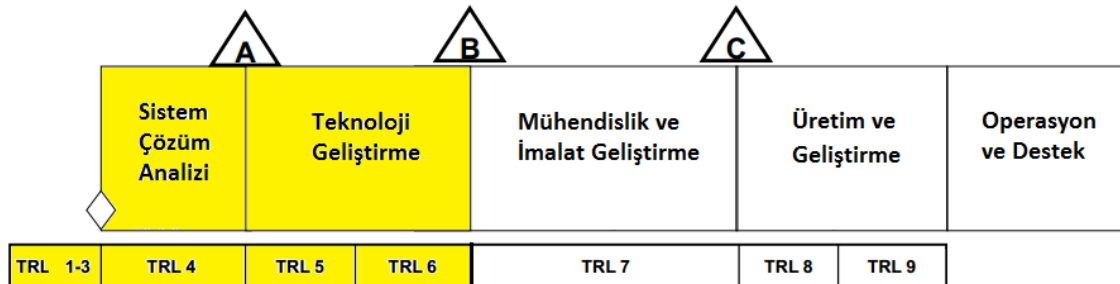 A
B
C
Sistem
Çözüm
Analizi
Teknoloji
Geliştirme
Mühendislik ve
İmalat Geliştirme
Üretim ve
Geliştirme
Operasyon
ve Destek
TRL 1-3
TRL 4
TRL 5
TRL 6
TRL 7
TRL 8
TRL 9